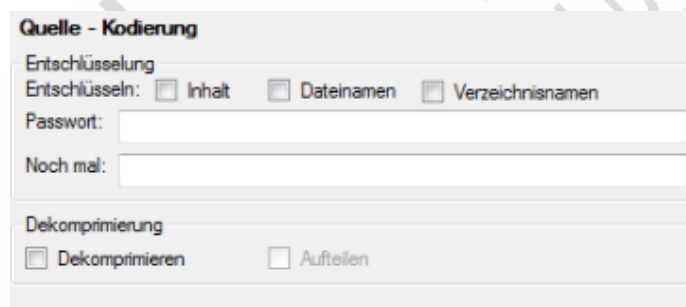 Quelle - Kodierung
Entschlüsselung
Entschlüsseln: Inhalt Dateinamen Verzeichnisnamen
Passwort:
Noch mal:
Dekomprimierung
Dekomprimieren Aufteilen